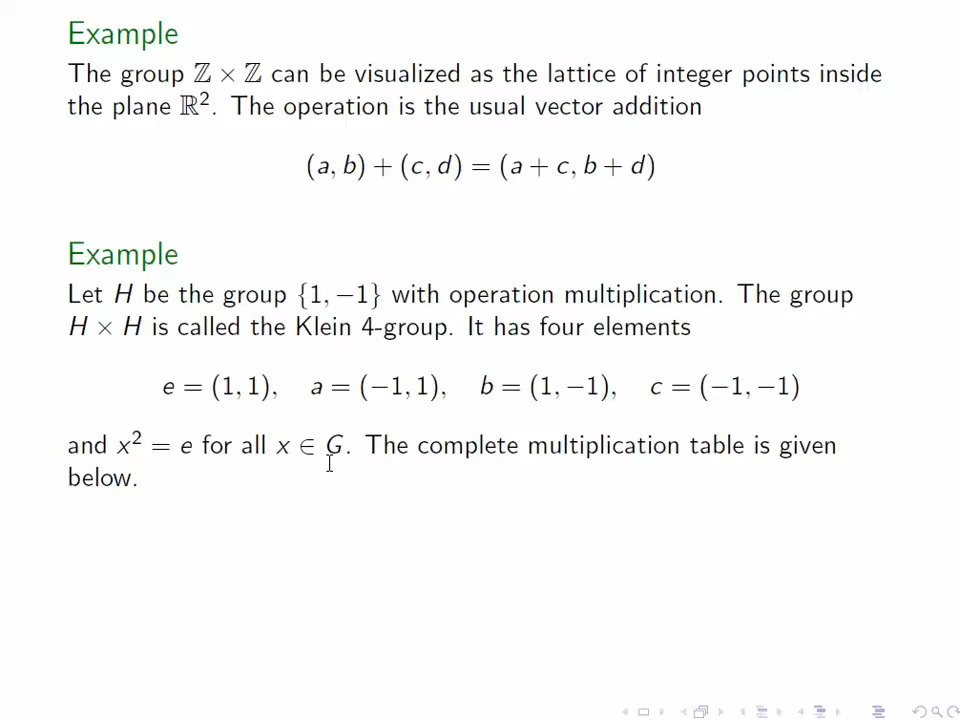 Example
The group ℤ × ℤ can be visualized as the lattice of integer points inside
the plane ℝ². The operation is the usual vector addition
(a, b) + (c, d) = (a + c, b + d)
Example
Let H be the group {1, −1} with operation multiplication. The group
H × H is called the Klein 4-group. It has four elements
e = (1, 1), a = (−1, 1), b = (1, −1), c = (−1, −1)
and x² = e for all x ∈ G. The complete multiplication table is given
below.